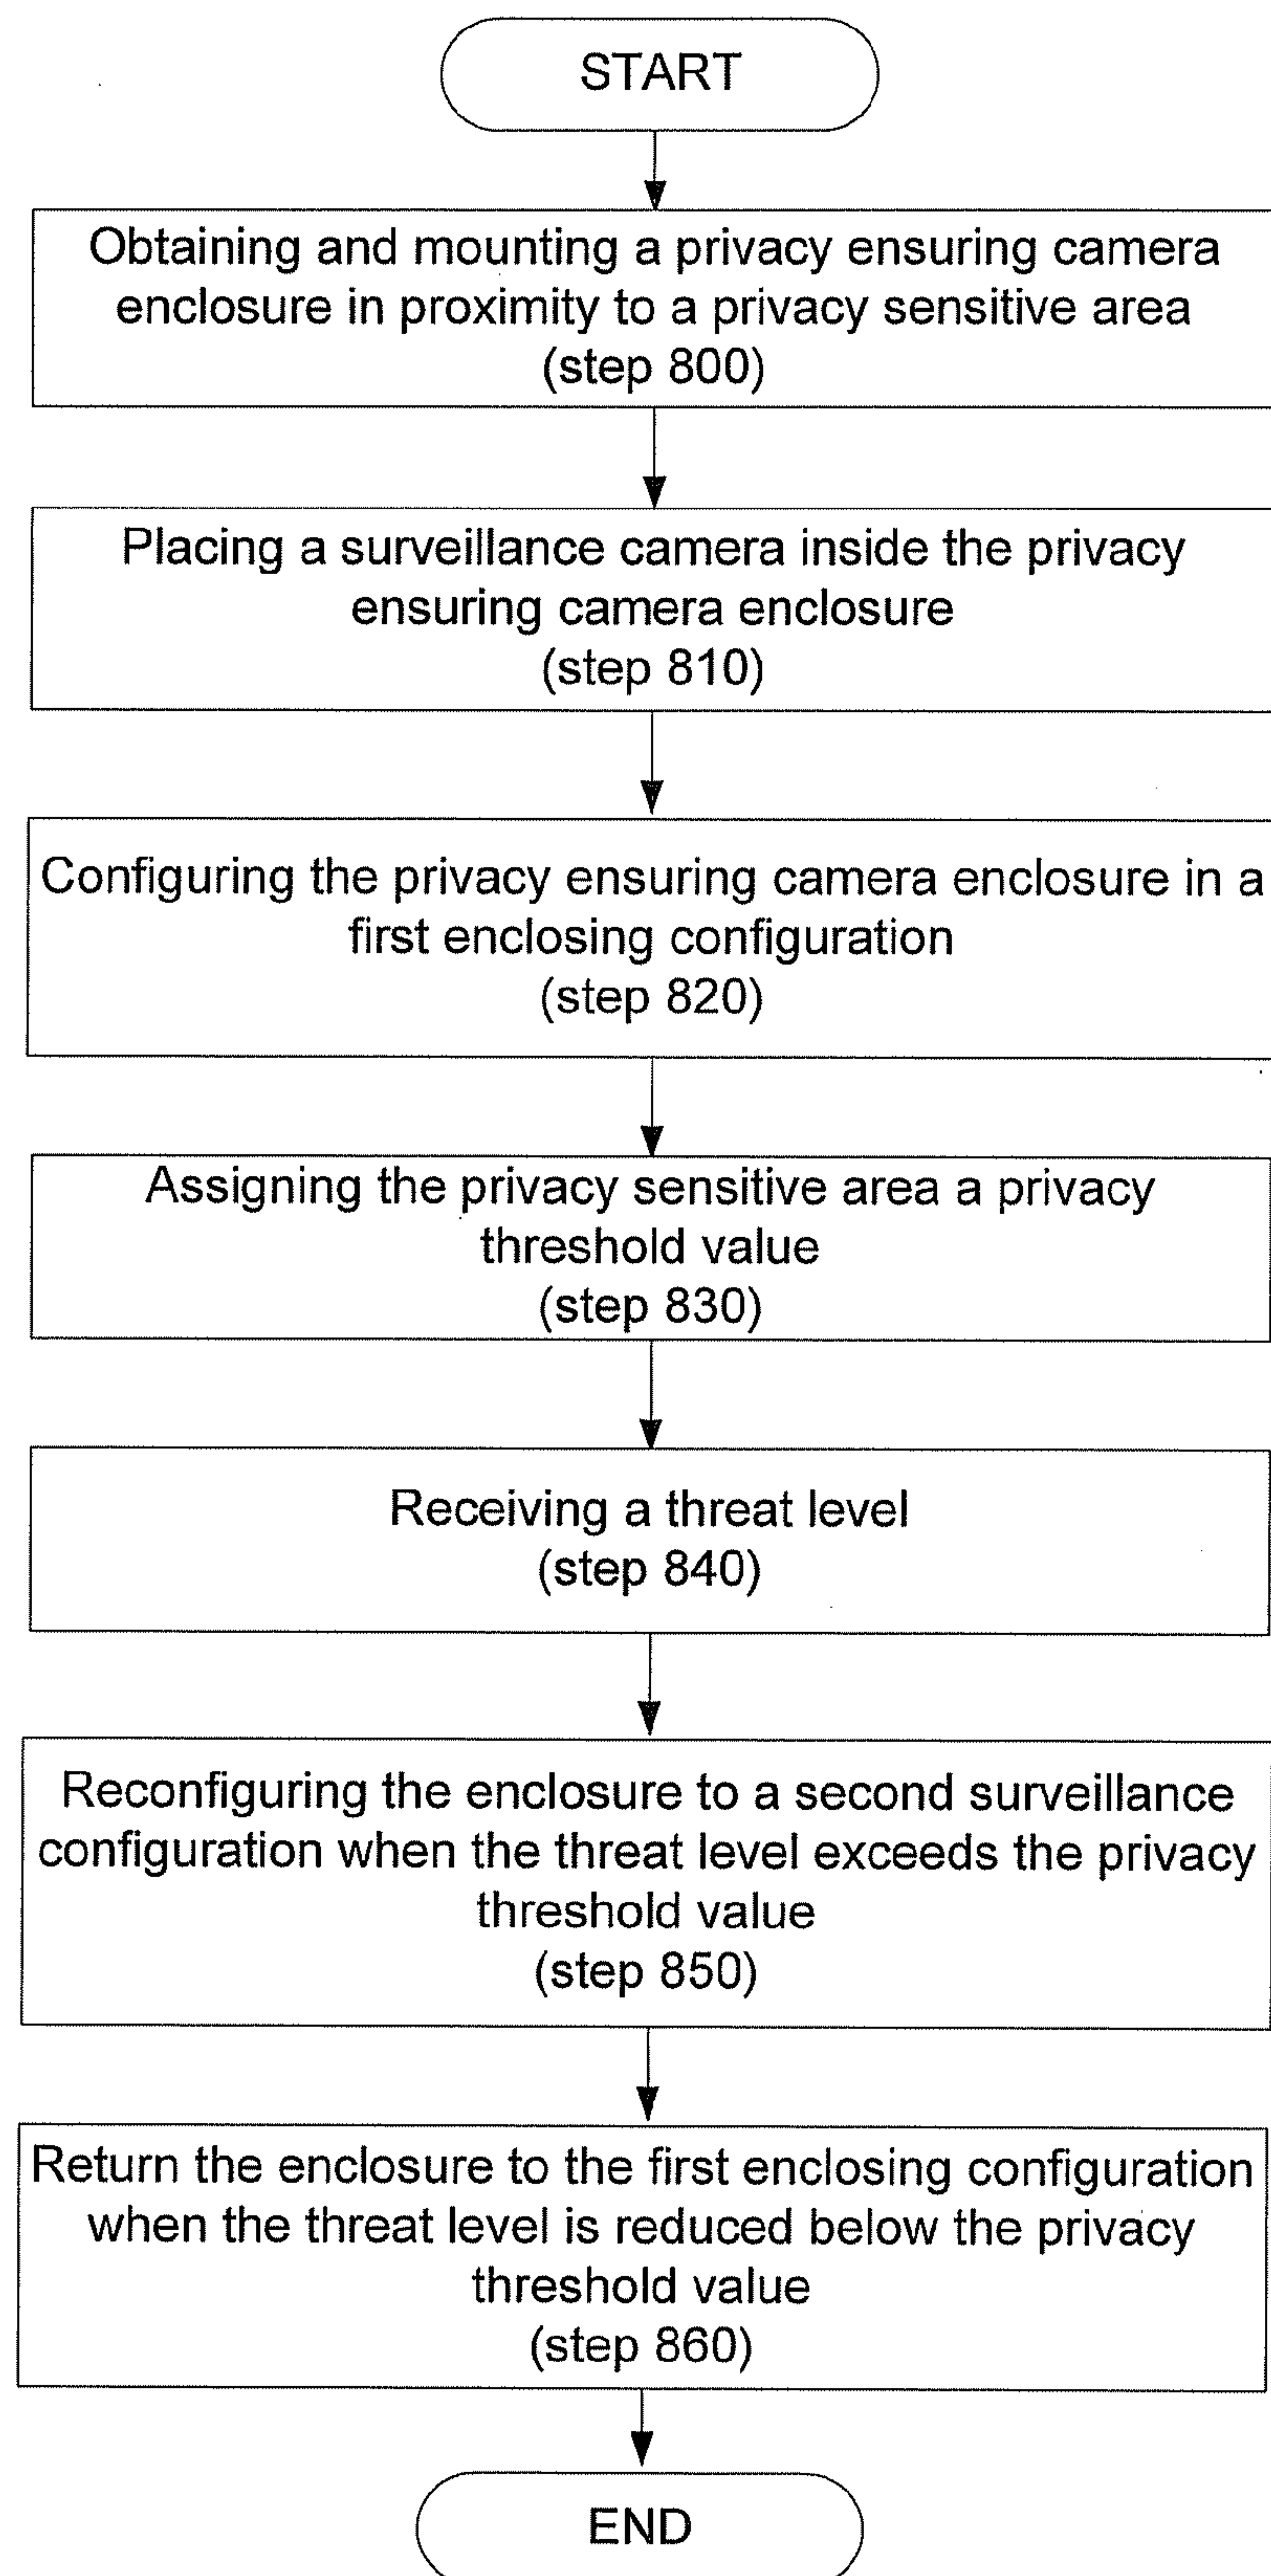 START
Obtaining and mounting a privacy ensuring camera
enclosure in proximity to a privacy sensitive area
(step 800)
Placing a surveillance camera inside the privacy
ensuring camera enclosure
(step 810)
Configuring the privacy ensuring camera enclosure in a
first enclosing configuration
(step 820)
Assigning the privacy sensitive area a privacy
threshold value
(step 830)
Receiving a threat level
(step 840)
Reconfiguring the enclosure to a second surveillance
configuration when the threat level exceeds the privacy
threshold value
(step 850)
Return the enclosure to the first enclosing configuration
when the threat level is reduced below the privacy
threshold value
(step 860)
END